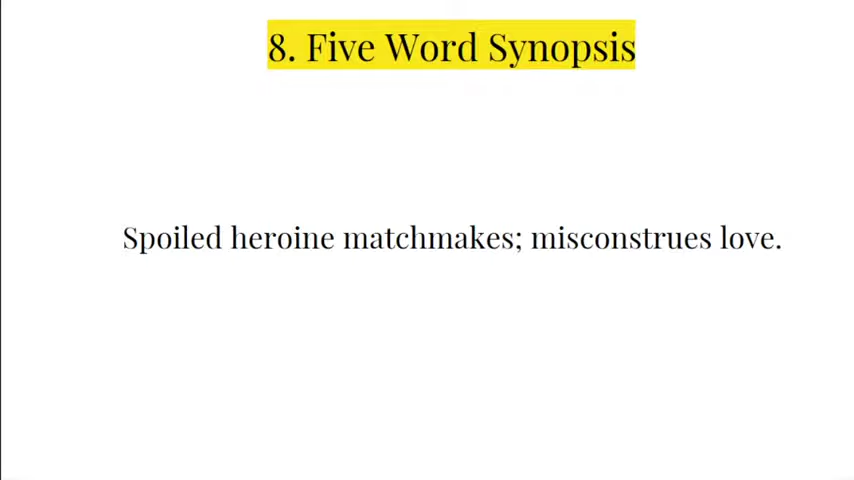 8. Five Word Synopsis
Spoiled heroine matchmakes; misconstrues love.